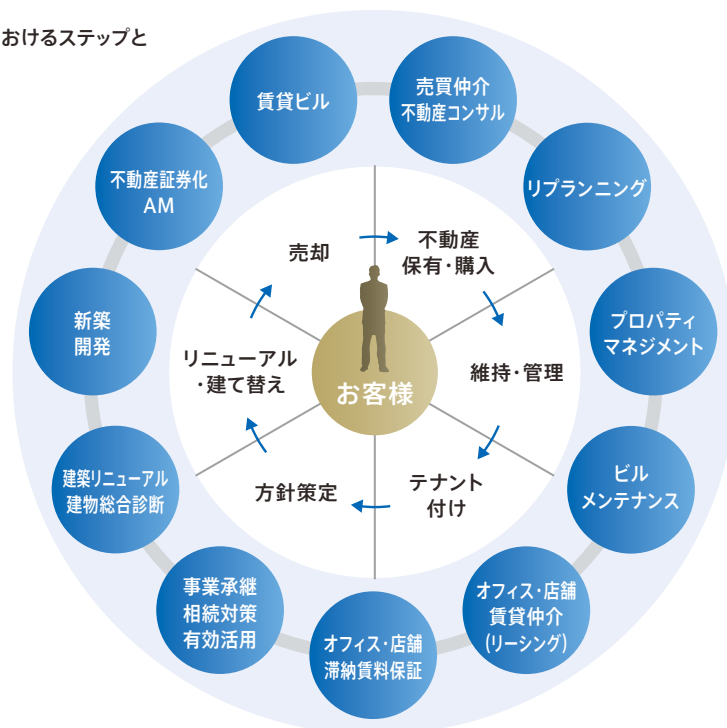 おけるステップと
売買仲介
不動産コンサル
リプランニング
プロパティ
マネジメント
ビル
メンテナンス
オフィス・店舗
賃貸仲介
(リーシング)
オフィス・店舗
滞納賃料保証
事業承継
相続対策
有効活用
建築リニューアル
建物総合診断
新築
開発
不動産証券化
AM
賃貸ビル
不動産
保有・購入
維持・管理
テナント
付け
方針策定
リニューアル
・建て替え
売却
お客様